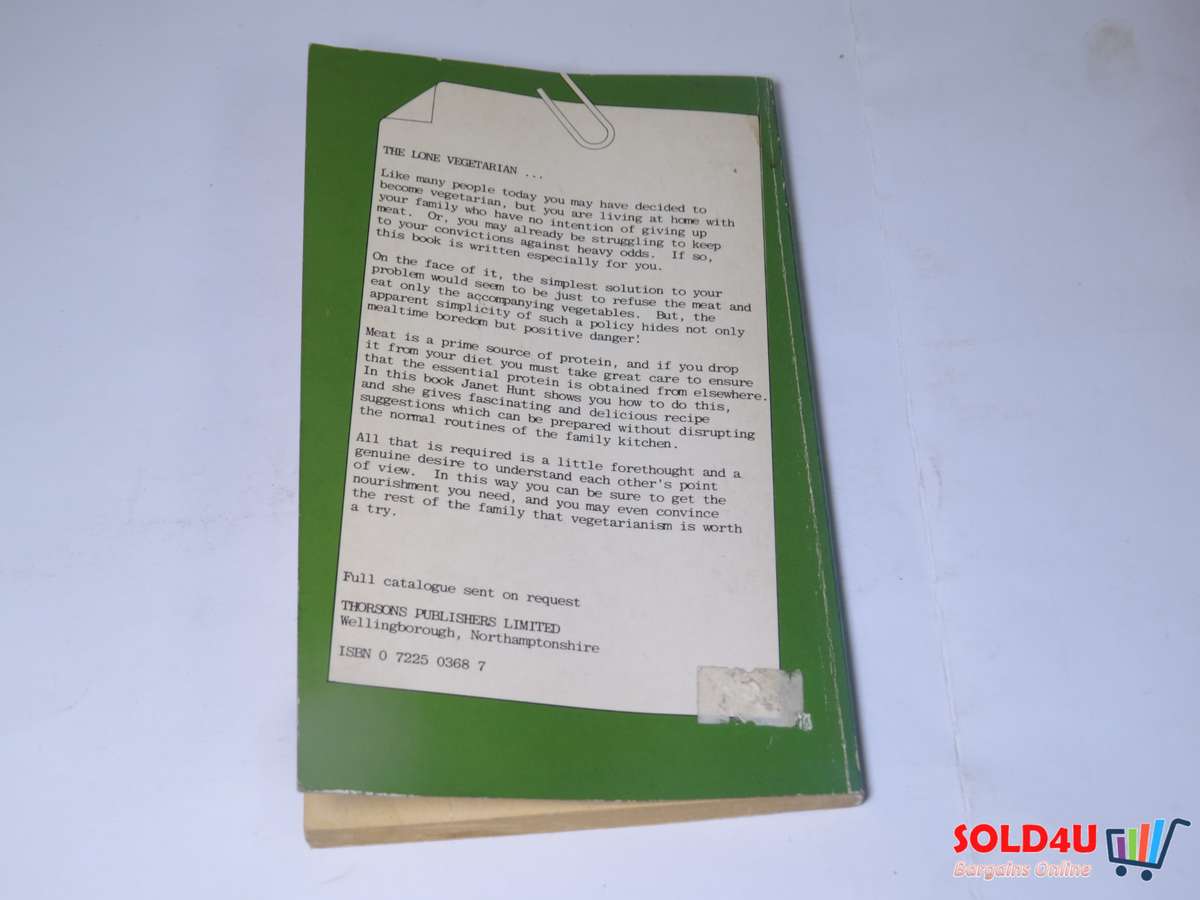 THE LONE VEGETARIAN ...
Like many people today you may have decided to
become vegetarian, but you are living at home with
your family who have no intention of giving up
meat. Or, you may already be struggling to keep
to your convictions against heavy odds. If so,
this book is written especially for you.
On the face of it, the simplest solution to your
problem would seem to be just to refuse the meat and
eat only the accompanying vegetables. But, the
apparent simplicity of such a policy hides not only
mealtime boredom but positive danger!
Meat is a prime source of protein, and if you drop
it from your diet you must take great care to ensure
that the essential protein is obtained from elsewhere.
In this book Janet Hunt shows you how to do this,
and she gives fascinating and delicious recipe
suggestions which can be prepared without disrupting
the normal routines of the family kitchen.
All that is required is a little forethought and a
genuine desire to understand each other's point
of view. In this way you can be sure to get the
nourishment you need, and you may even convince
the rest of the family that vegetarianism is worth
a try.
Full catalogue sent on request
THORSONS PUBLISHERS LIMITED
Wellingborough, Northamptonshire
ISBN 0 7225 0368 7
SOLD4U
Bargains Online